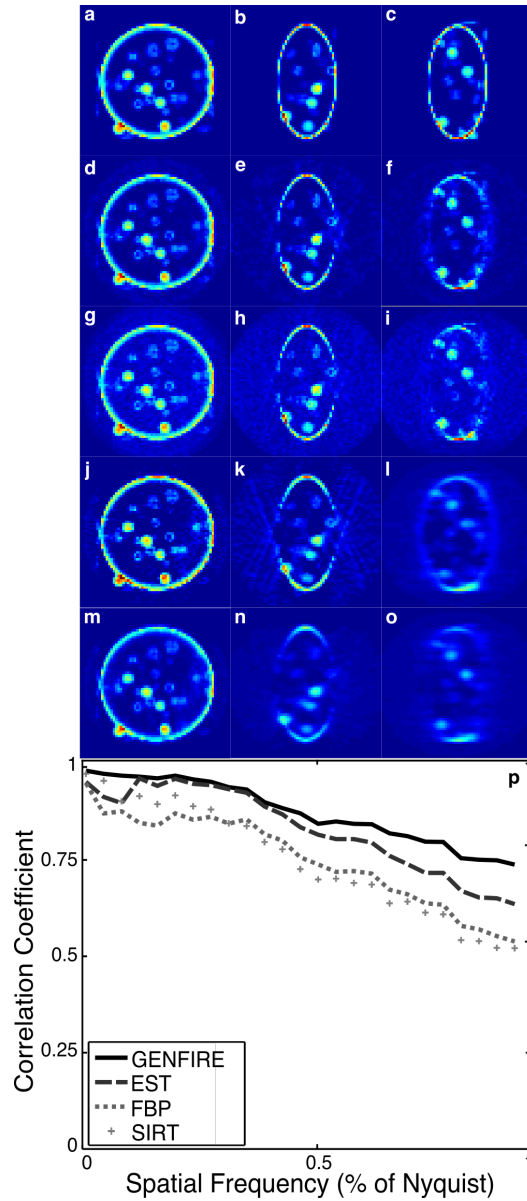 a b c
d e f
g h i
j k l
m n o
1
p
0.75
0.5
0.25
0
Correlation Coefficient
GENFIRE
EST
FBP
SIRT
0 0.5 1
Spatial Frequency (% of Nyquist)